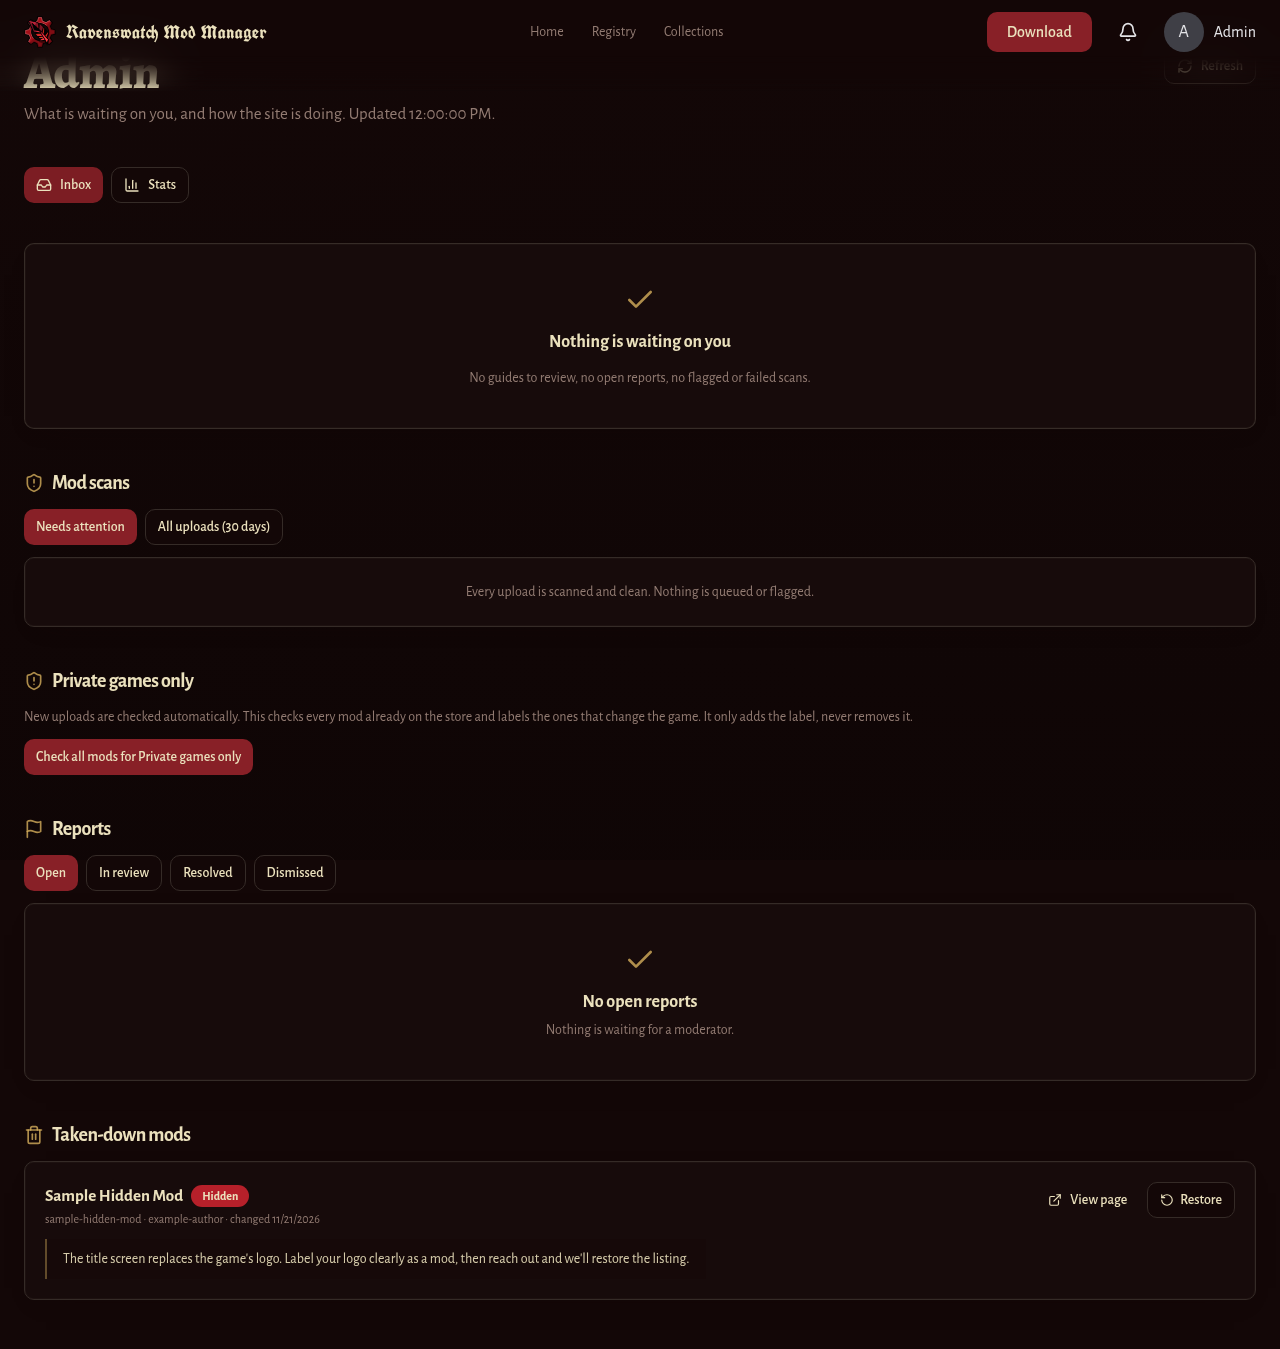 Ravenswatch Mod Manager
Home
Registry
Collections
Download
A
Admin
Admin
Refresh
What is waiting on you, and how the site is doing. Updated 12:00:00 PM.
Inbox
Stats
Nothing is waiting on you
No guides to review, no open reports, no flagged or failed scans.
Mod scans
Needs attention
All uploads (30 days)
Every upload is scanned and clean. Nothing is queued or flagged.
Private games only
New uploads are checked automatically. This checks every mod already on the store and labels the ones that change the game. It only adds the label, never removes it.
Check all mods for Private games only
Reports
Open
In review
Resolved
Dismissed
No open reports
Nothing is waiting for a moderator.
Taken-down mods
Sample Hidden Mod
Hidden
View page
Restore
sample-hidden-mod · example-author · changed 11/21/2026
The title screen replaces the game's logo. Label your logo clearly as a mod, then reach out and we'll restore the listing.